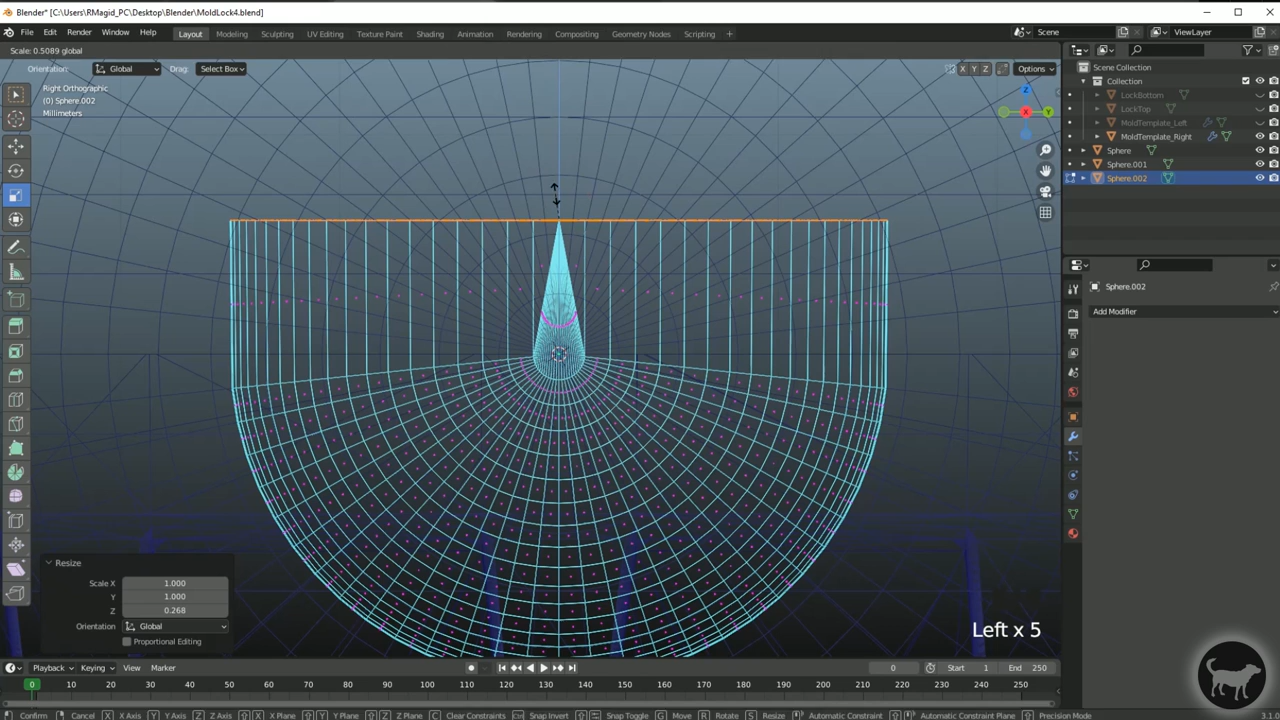 Blender* [C:\Users\RMagid_PC\Desktop\Blender\MoldLock4.blend]
File Edit Render Window Help Layout Modeling Sculpting UV Editing Texture Paint Shading Animation Rendering Compositing Geometry Nodes Scripting + Scene ViewLayer
Scale: 0.5089 global
Orientation: Global Drag: Select Box X Y Z Options
Right Orthographic
(0) Sphere.002
Millimeters
Z
X Y
Scene Collection
Collection
LockBottom
LockTop
MoldTemplate_Left
MoldTemplate_Right
Sphere
Sphere.001
Sphere.002
Sphere.002
Add Modifier
Resize
Scale X 1.000
Y 1.000
Z 0.268
Orientation Global
Proportional Editing
Left x 5
Playback Keying View Marker 0 Start 1 End 250
0 10 20 30 40 50 60 70 80 90 100 110 120 130 140 150 160 170 180 190 200 210 220 230 240 250
Confirm Cancel X X Axis Y Y Axis Z Z Axis X X Plane Y Y Plane Z Z Plane C Clear Constraints Snap Invert Snap Toggle G Move R Rotate S Resize Automatic Constraint Automatic Constraint Plane Precision Mode 3.1.0